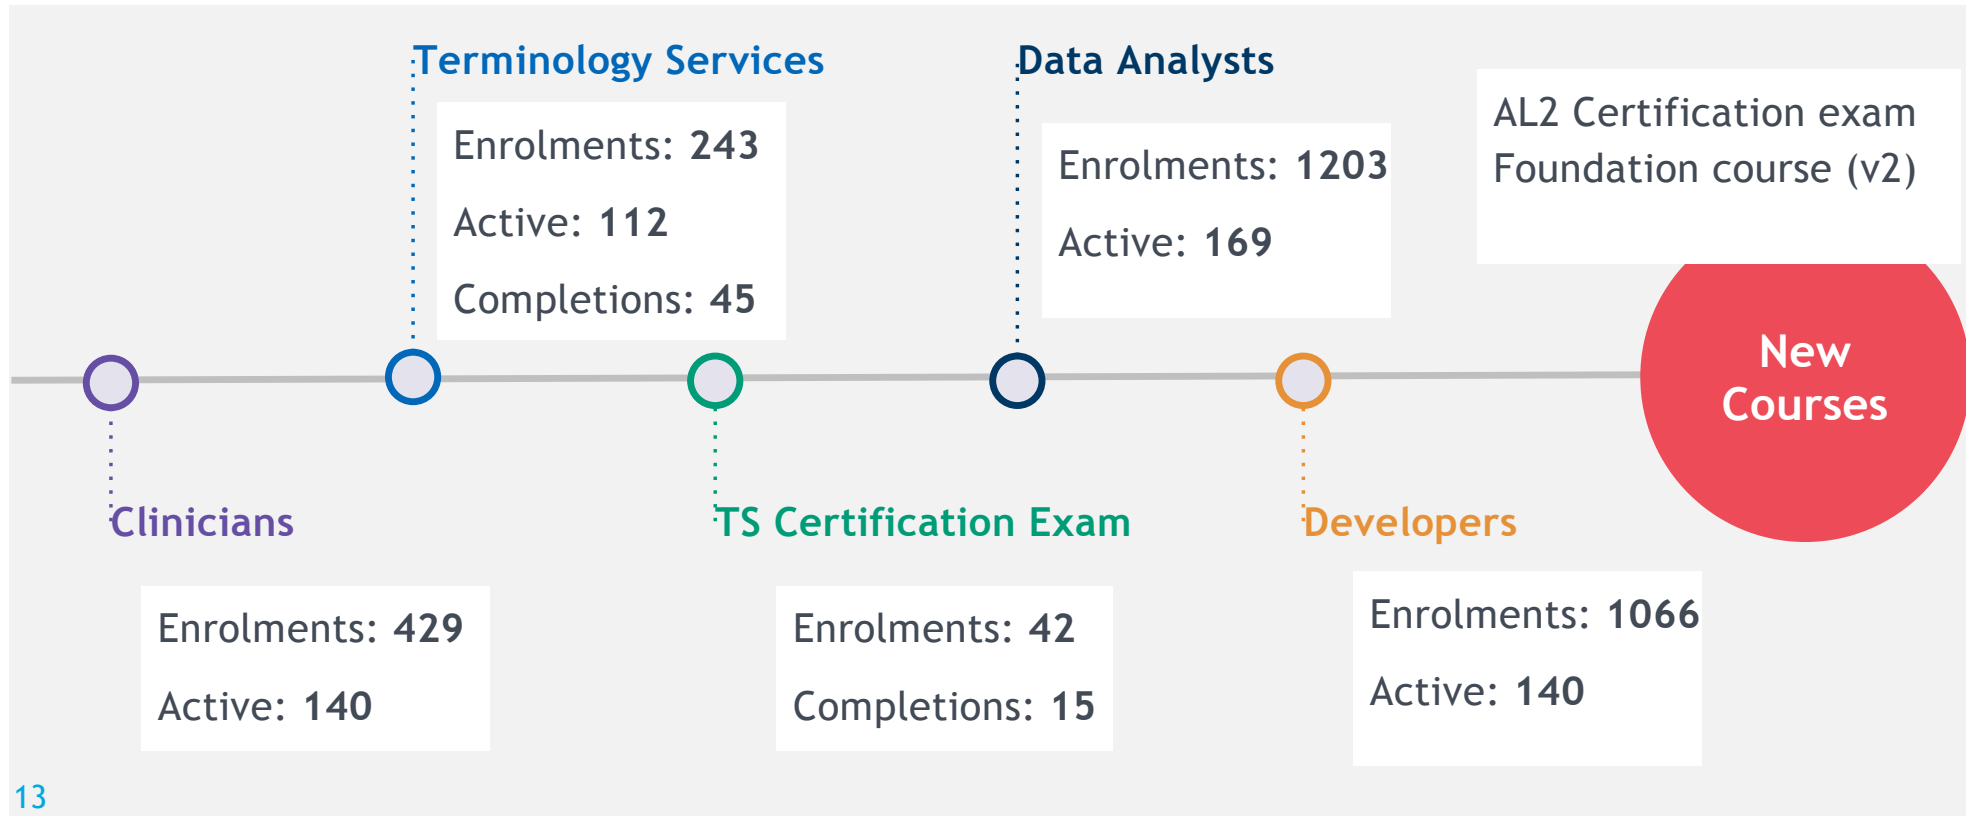 Terminology Services
Enrolments: 243
Active: 112
Completions: 45
Data Analysts
Enrolments: 1203
Active: 169
AL2 Certification exam
Foundation course (v2)
New
Courses
Clinicians
Enrolments: 429
Active: 140
TS Certification Exam
Enrolments: 42
Completions: 15
Developers
Enrolments: 1066
Active: 140
13